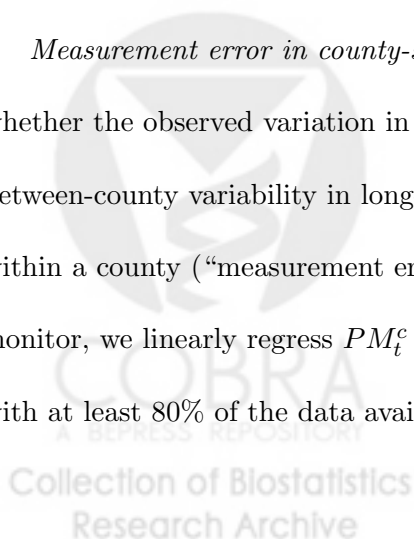 Measurement error in county-
whether the observed variation in
between-county variability in long
within a county (“measurement er
monitor, we linearly regress PM_t^c
with at least 80% of the data avai
COBRA
A BEPRESS REPOSITORY
Collection of Biostatistics
Research Archive